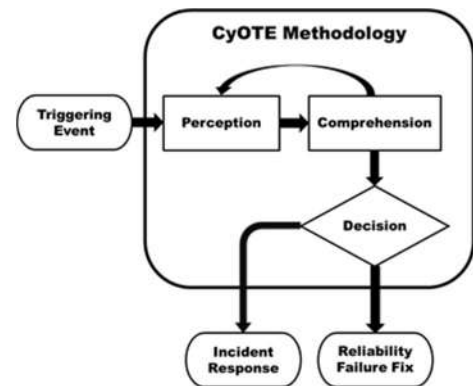 CyOTE Methodology
Triggering
Event
Perception
Comprehension
Decision
Incident
Response
Reliability
Failure Fix